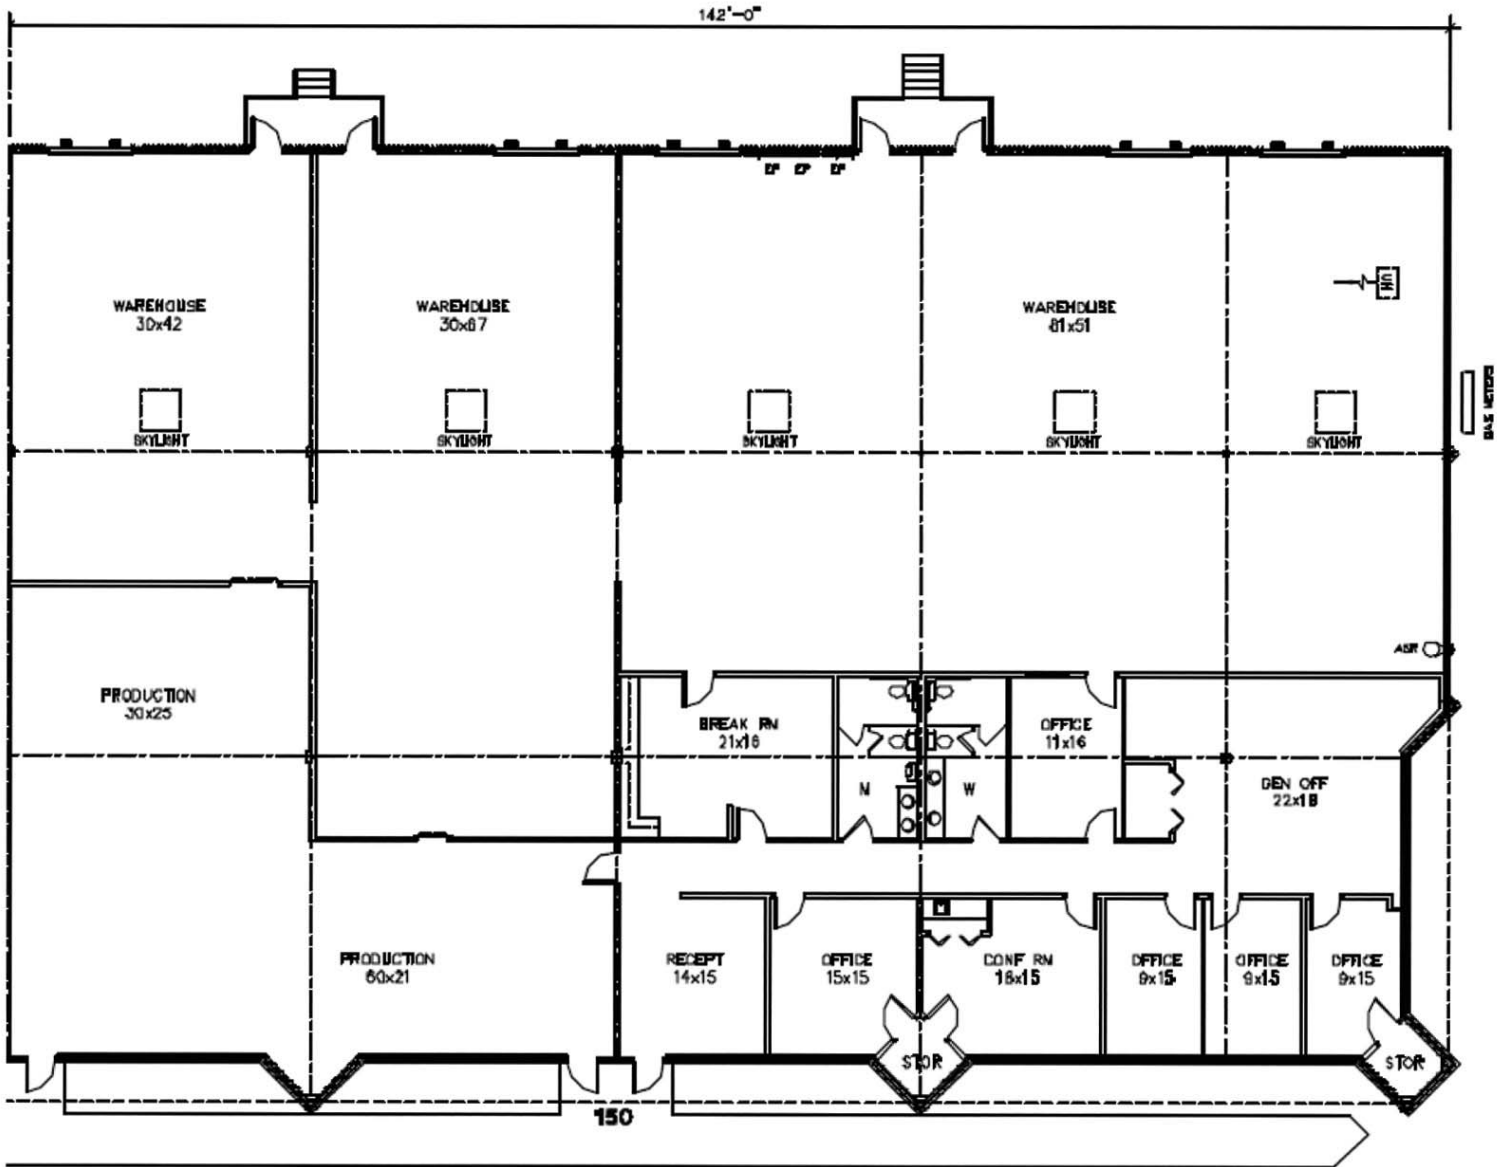 142'-0"
EP EP EP
WAREHOUSE
30x42
WAREHOUSE
30x67
WAREHOUSE
81x51
UH
GAS METERS
SKYLIGHT
SKYLIGHT
SKYLIGHT
SKYLIGHT
SKYLIGHT
ASR
PRODUCTION
30x25
BREAK RM
21x16
OFFICE
11x16
M
W
GEN OFF
22x18
PRODUCTION
60x21
RECEPT
14x15
OFFICE
15x15
CONF RM
18x15
OFFICE
9x15
OFFICE
9x15
OFFICE
9x15
STOR
STOR
150